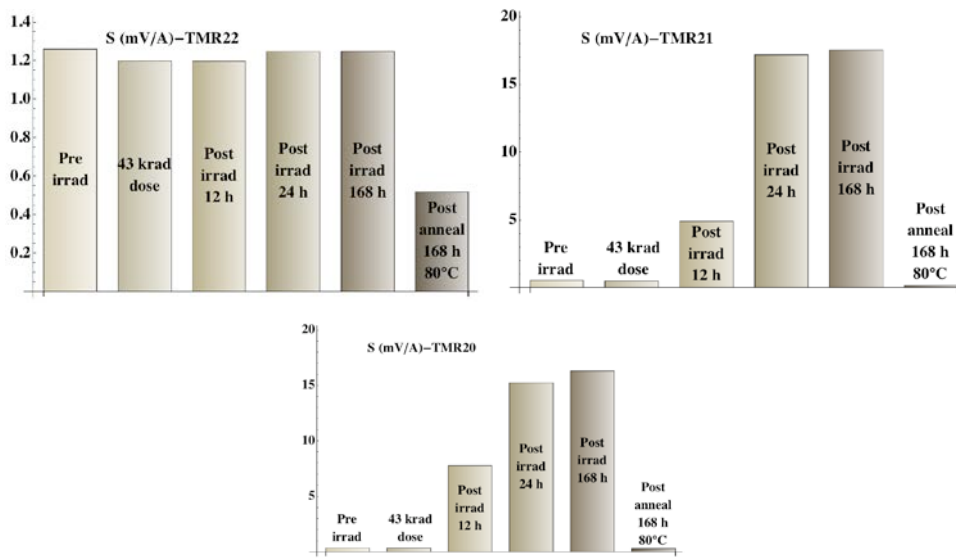 S (mV/A)−TMR22
1.4
1.2
1.0
0.8
0.6
0.4
0.2
Pre
irrad
43 krad
dose
Post
irrad
12 h
Post
irrad
24 h
Post
irrad
168 h
Post
anneal
168 h
80°C
S (mV/A)−TMR21
20
15
10
5
Pre
irrad
43 krad
dose
Post
irrad
12 h
Post
irrad
24 h
Post
irrad
168 h
Post
anneal
168 h
80°C
S (mV/A)−TMR20
20
15
10
5
Pre
irrad
43 krad
dose
Post
irrad
12 h
Post
irrad
24 h
Post
irrad
168 h
Post
anneal
168 h
80°C